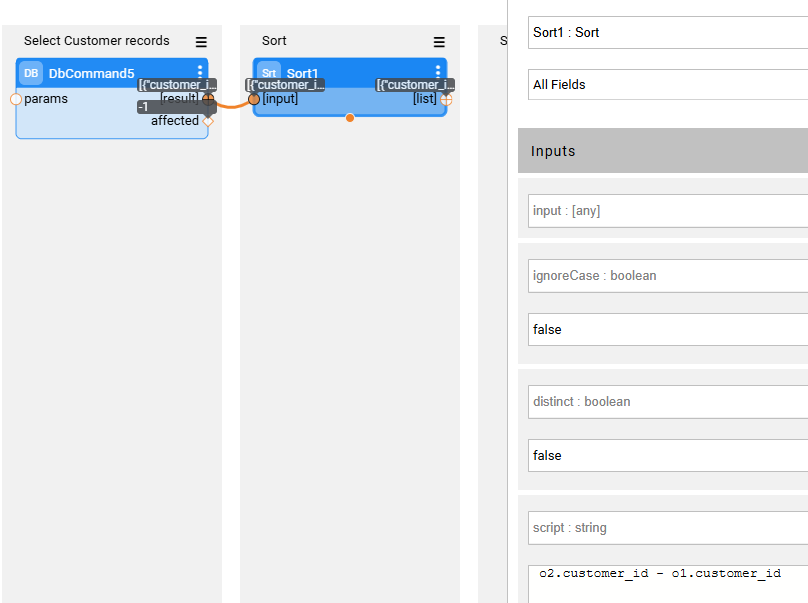 Select Customer records
DB DbCommand5
[{"customer_i...
params
[result]
-1
affected
Sort
Srt Sort1
[{"customer_i...
[{"customer_i...
[input]
[list]
S
Sort1 : Sort
All Fields
Inputs
input : [any]
ignoreCase : boolean
false
distinct : boolean
false
script : string
o2.customer_id - o1.customer_id